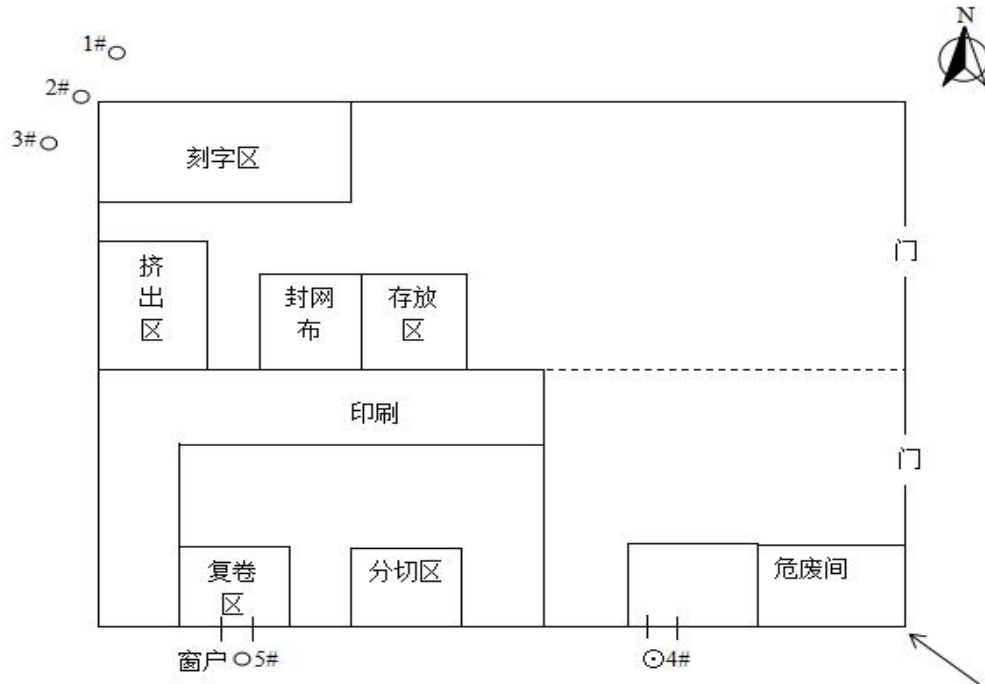 N
1#
2#
3#
刻字区
门
挤
出
区
封网
布
存放
区
印刷
门
复卷
区
分切区
危废间
窗户
5#
4#